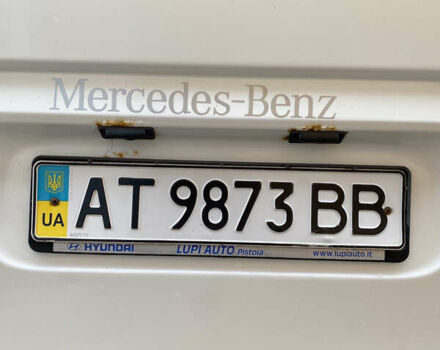 Mercedes-Benz
UA AT 9873 BB
HYUNDAI LUPI AUTO Pistoia www.lupiauto.it